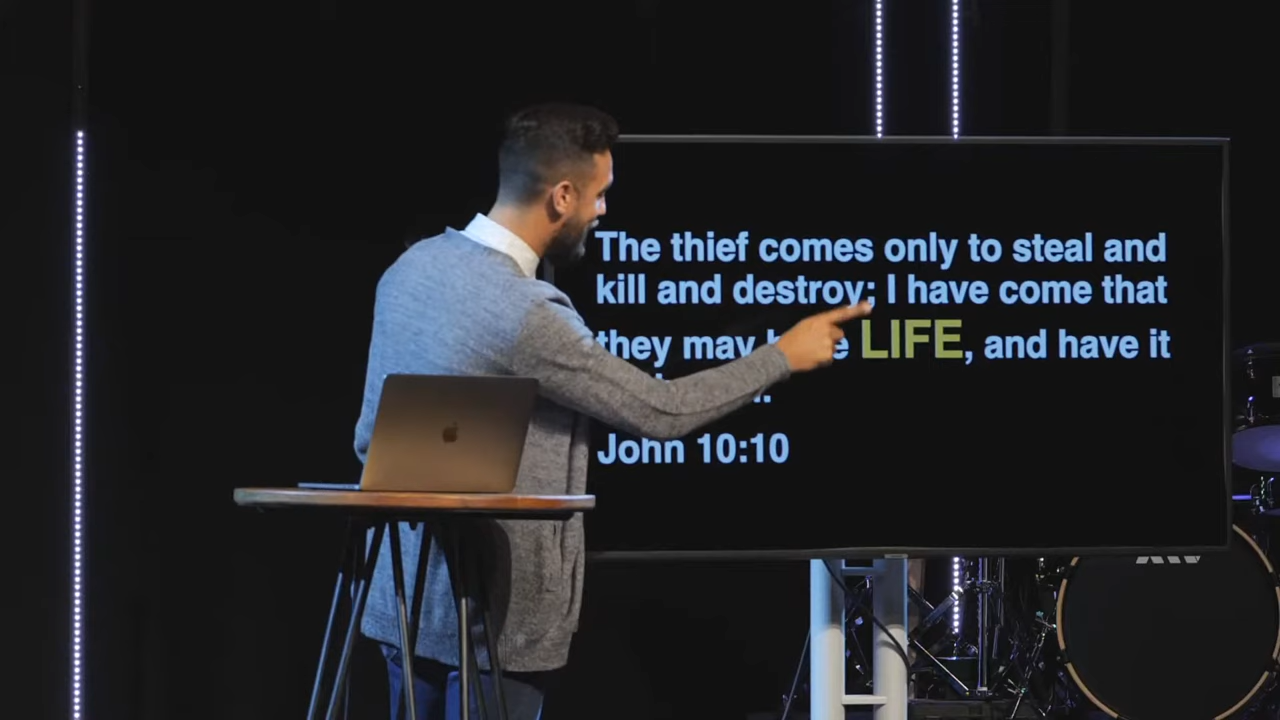 The thief comes only to steal and
kill and destroy; I have come that
they may LIFE, and have it
John 10:10